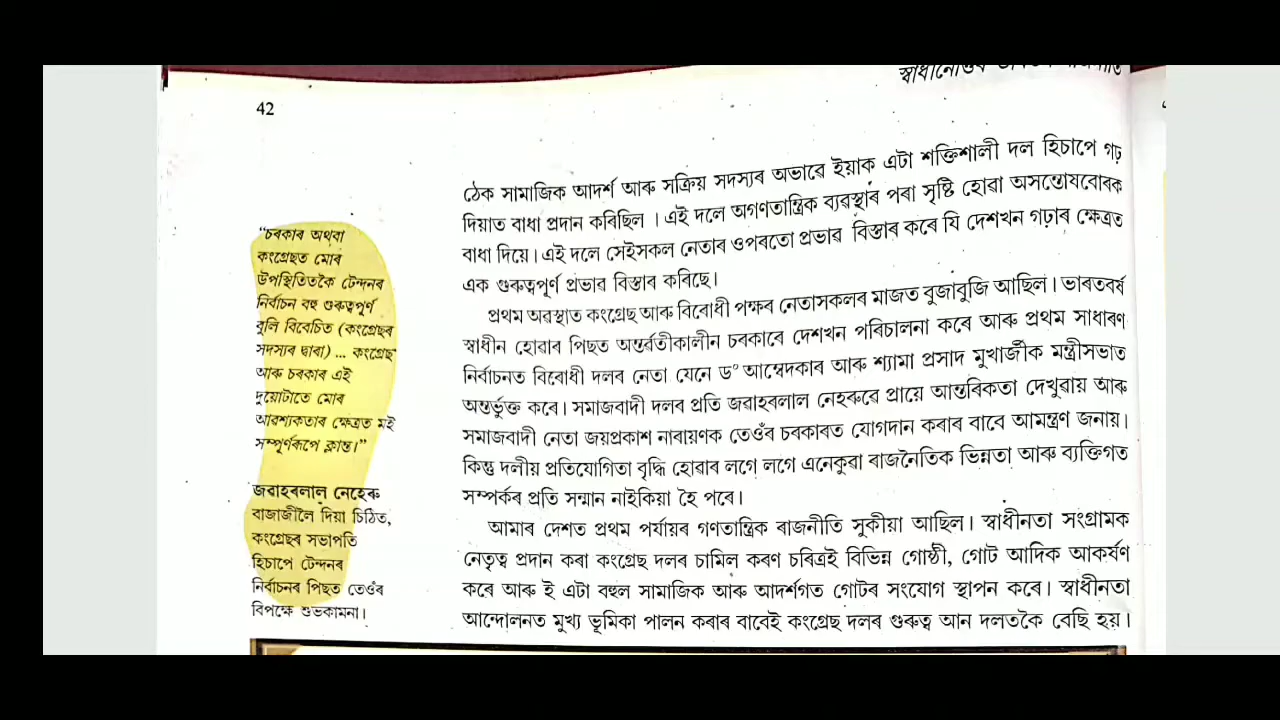 42
ঠেক সামাজিক আদৰ্শ আৰু সক্ৰিয় সদস্যৰ অভাৱে ইয়াক এটা শক্তিশালী দল হিচাপে গঢ়
দিয়াত বাধা প্ৰদান কৰিছিল। এই দলে অগণতান্ত্ৰিক ব্যৱস্থাৰ পৰা সৃষ্টি হোৱা অসন্তোষবোৰক
বাধা দিয়ে। এই দলে সেইসকল নেতাৰ ওপৰতো প্ৰভাৱ বিস্তাৰ কৰে যি দেশখন গঢ়াৰ ক্ষেত্ৰত
এক গুৰুত্বপূৰ্ণ প্ৰভাৱ বিস্তাৰ কৰিছে।
প্ৰথম অৱস্থাত কংগ্ৰেছ আৰু বিৰোধী পক্ষৰ নেতাসকলৰ মাজত বুজাবুজি আছিল। ভাৰতবৰ্ষ
স্বাধীন হোৱাৰ পিছত অন্তৰ্বৰ্তীকালীন চৰকাৰে দেশখন পৰিচালনা কৰে আৰু প্ৰথম সাধাৰণ
নিৰ্বাচনত বিৰোধী দলৰ নেতা যেনে ড° আম্বেদকাৰ আৰু শ্যামা প্ৰসাদ মুখাৰ্জীক মন্ত্ৰীসভাত
অন্তৰ্ভুক্ত কৰে। সমাজবাদী দলৰ প্ৰতি জৱাহৰলাল নেহৰুৱে প্ৰায়ে আন্তৰিকতা দেখুৱায় আৰু
সমাজবাদী নেতা জয়প্ৰকাশ নাৰায়ণক তেওঁৰ চৰকাৰত যোগদান কৰাৰ বাবে আমন্ত্ৰণ জনায়।
কিন্তু দলীয় প্ৰতিযোগিতা বৃদ্ধি হোৱাৰ লগে লগে এনেকুৱা ৰাজনৈতিক ভিন্নতা আৰু ব্যক্তিগত
সম্পৰ্কৰ প্ৰতি সন্মান নাইকিয়া হৈ পৰে।
আমাৰ দেশত প্ৰথম পৰ্যায়ৰ গণতান্ত্ৰিক ৰাজনীতি সুকীয়া আছিল। স্বাধীনতা সংগ্ৰামক
নেতৃত্ব প্ৰদান কৰা কংগ্ৰেছ দলৰ চামিল কৰণ চৰিত্ৰই বিভিন্ন গোষ্ঠী, গোট আদিক আকৰ্ষণ
কৰে আৰু ই এটা বহুল সামাজিক আৰু আদৰ্শগত গোটৰ সংযোগ স্থাপন কৰে। স্বাধীনতা
আন্দোলনত মুখ্য ভূমিকা পালন কৰাৰ বাবেই কংগ্ৰেছ দলৰ গুৰুত্ব আন দলতকৈ বেছি হয়।
“চৰকাৰ অথবা
কংগ্ৰেছত মোৰ
উপস্থিতিতকৈ টেন্দনৰ
নিৰ্বাচন বহু গুৰুত্বপূৰ্ণ
বুলি বিবেচিত (কংগ্ৰেছৰ
সদস্যৰ দ্বাৰা) ... কংগ্ৰেছ
আৰু চৰকাৰ এই
দুয়োটাতে মোৰ
আৱশ্যকতাৰ ক্ষেত্ৰত মই
সম্পূৰ্ণৰূপে ক্লান্ত।”
জৱাহৰলাল নেহেৰু
ৰাজাজীলৈ দিয়া চিঠিত,
কংগ্ৰেছৰ সভাপতি
হিচাপে টেন্দনৰ
নিৰ্বাচনৰ পিছত তেওঁৰ
বিপক্ষে শুভকামনা।